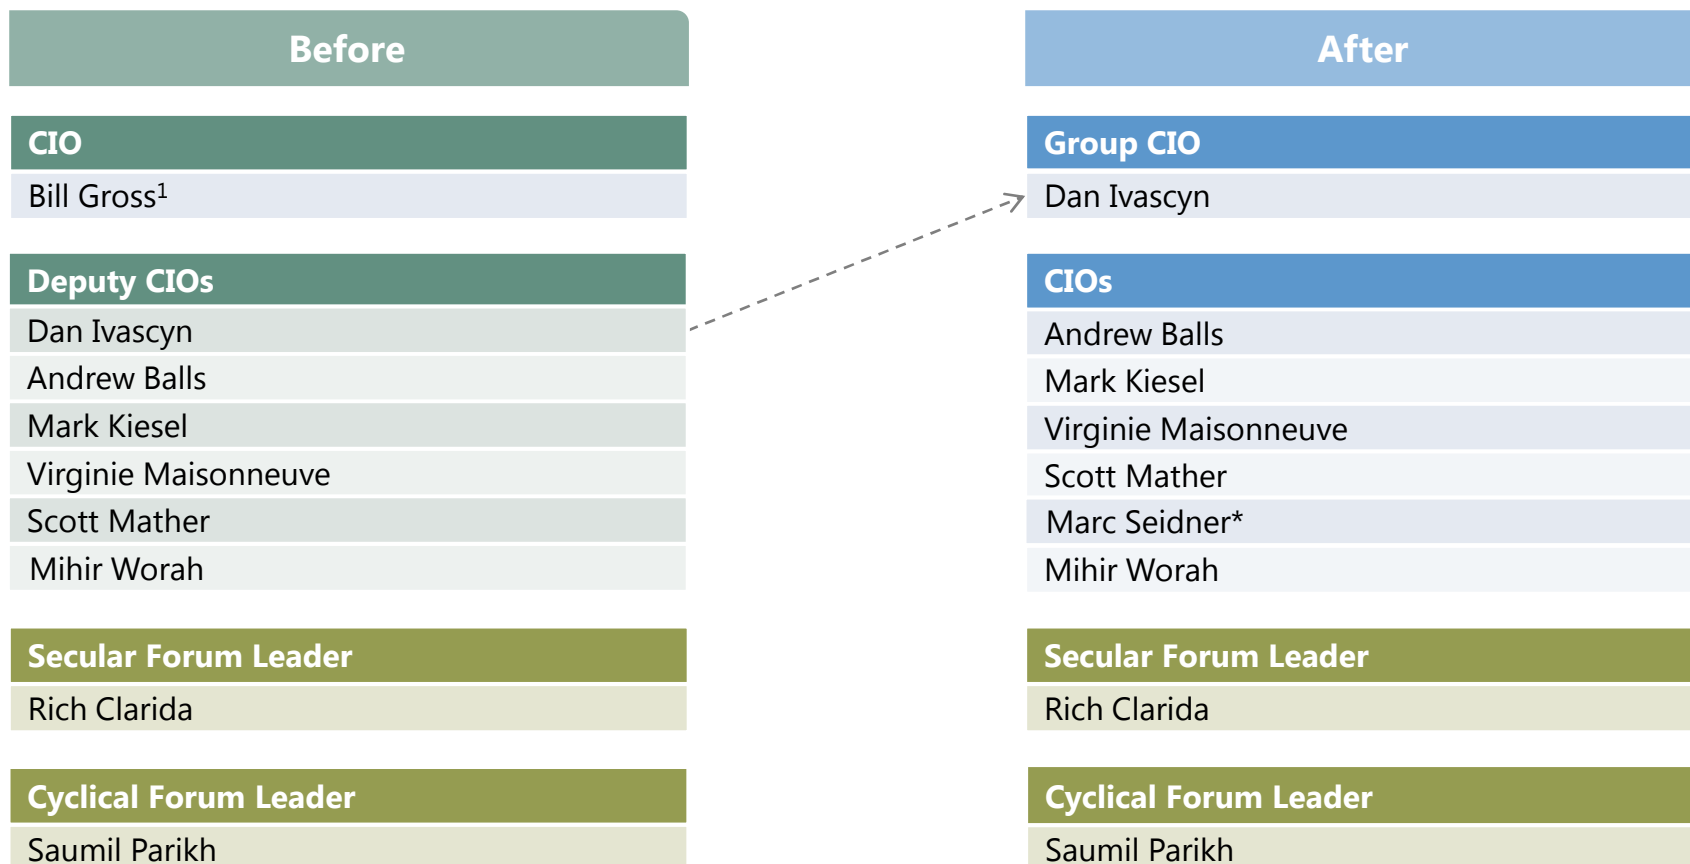 Before
CIO
Bill Gross¹
Deputy CIOs
Dan Ivascyn
Andrew Balls
Mark Kiesel
Virginie Maisonneuve
Scott Mather
Mihir Worah
Secular Forum Leader
Rich Clarida
Cyclical Forum Leader
Saumil Parikh
After
Group CIO
Dan Ivascyn
CIOs
Andrew Balls
Mark Kiesel
Virginie Maisonneuve
Scott Mather
Marc Seidner*
Mihir Worah
Secular Forum Leader
Rich Clarida
Cyclical Forum Leader
Saumil Parikh